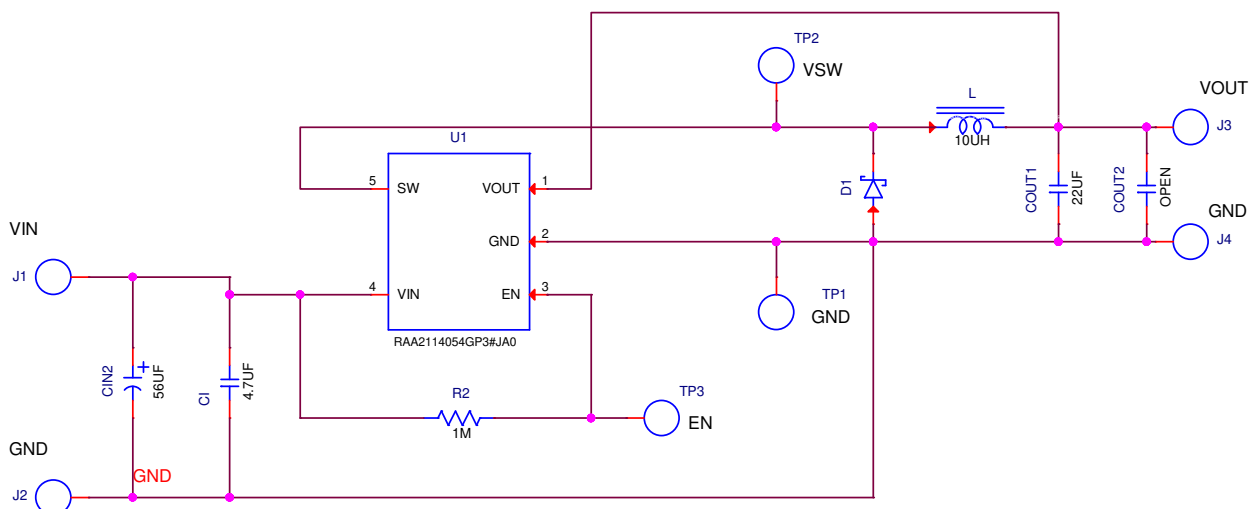 TP2
VSW
L
10UH
VOUT
J3
U1
5
SW
VOUT
1
D1
COUT1
22UF
COUT2
OPEN
GND
2
GND
J4
VIN
J1
4
VIN
EN
3
TP1
GND
RAA2114054GP3#JA0
CIN2
+
56UF
CI
4.7UF
R2
1M
TP3
EN
GND
GND
J2